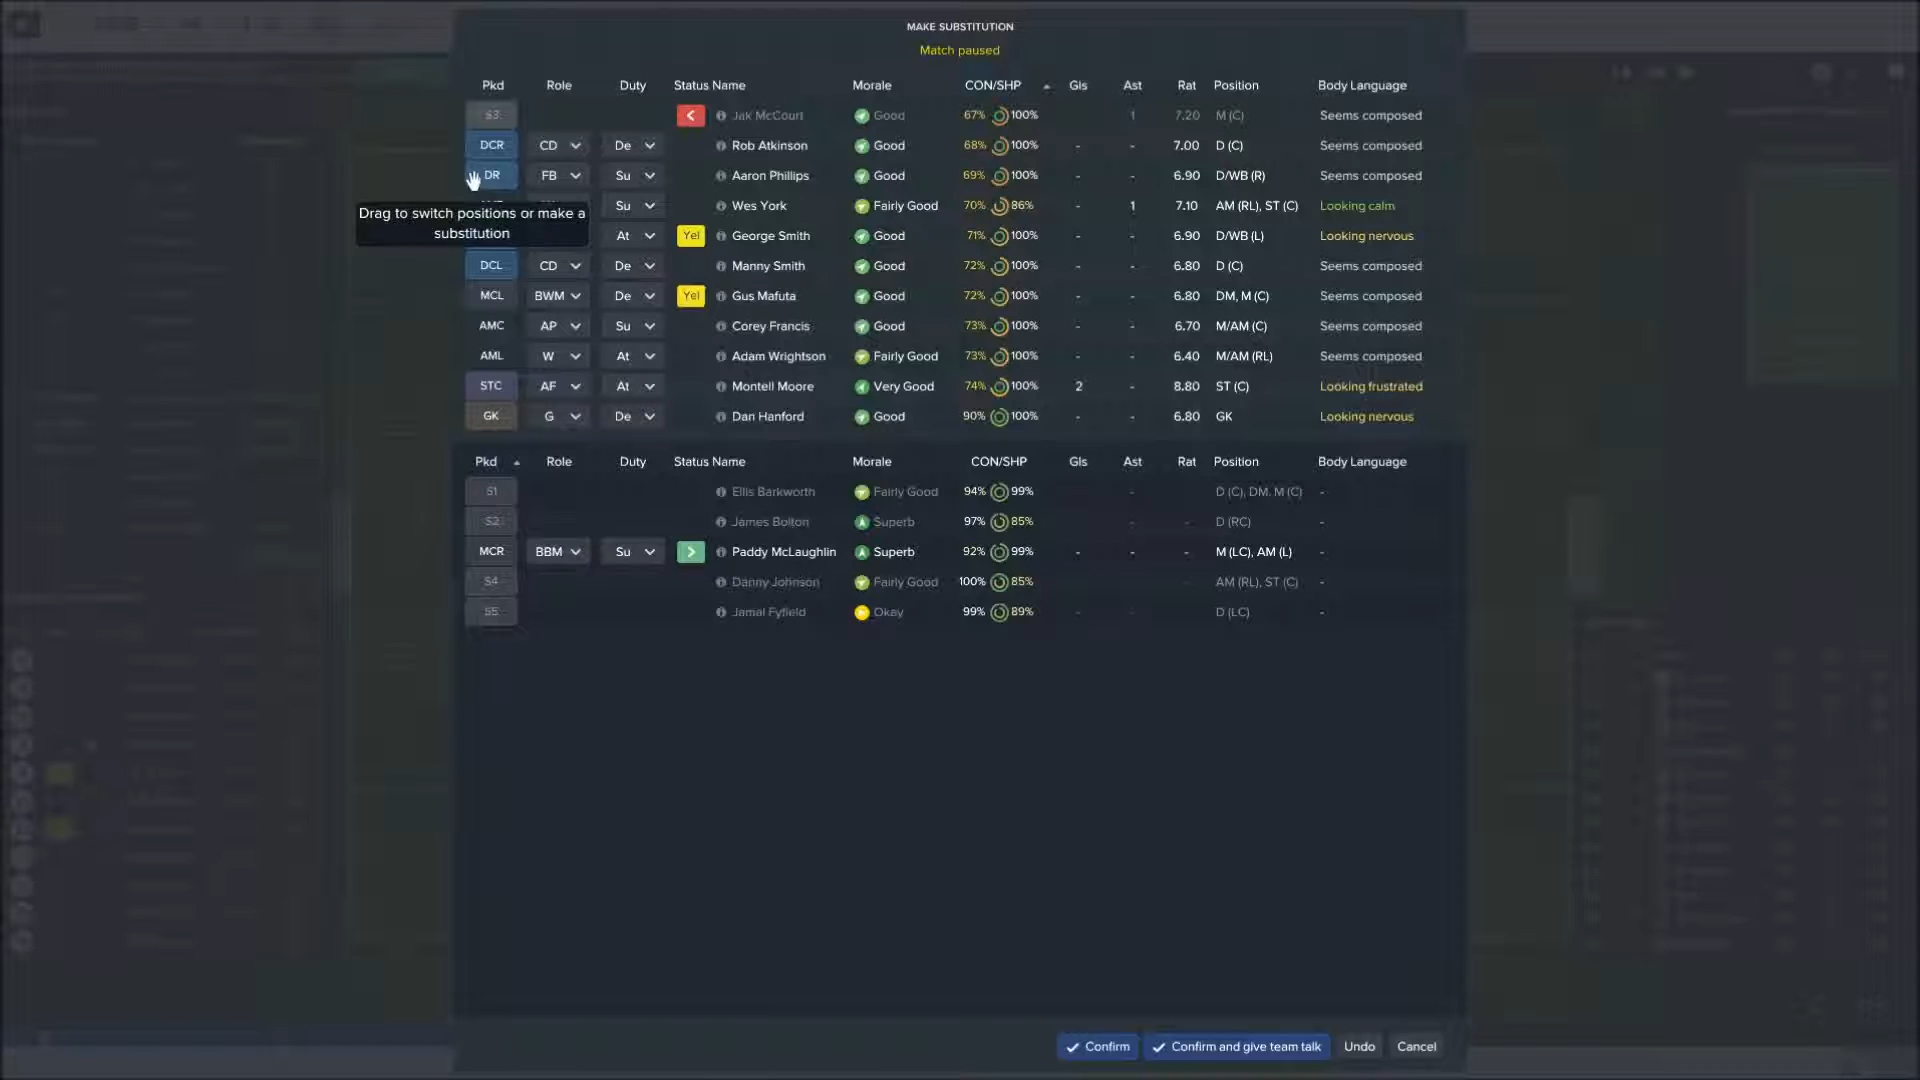 MAKE SUBSTITUTION
Match paused
Pkd Role Duty Status Name Morale CON/SHP Gls Ast Rat Position Body Language
S3 Jak McCourt Good 67% 100% 1 7.20 M (C) Seems composed
DCR CD De Rob Atkinson Good 68% 100% - - 7.00 D (C) Seems composed
DR FB Su Aaron Phillips Good 69% 100% - - 6.90 D/WB (R) Seems composed
Su Wes York Fairly Good 70% 86% - 1 7.10 AM (RL), ST (C) Looking calm
Drag to switch positions or make a
substitution
At Yel George Smith Good 71% 100% - - 6.90 D/WB (L) Looking nervous
DCL CD De Manny Smith Good 72% 100% - - 6.80 D (C) Seems composed
MCL BWM De Yel Gus Mafuta Good 72% 100% - - 6.80 DM, M (C) Seems composed
AMC AP Su Corey Francis Good 73% 100% - - 6.70 M/AM (C) Seems composed
AML W At Adam Wrightson Fairly Good 73% 100% - - 6.40 M/AM (RL) Seems composed
STC AF At Montell Moore Very Good 74% 100% 2 - 8.80 ST (C) Looking frustrated
GK G De Dan Hanford Good 90% 100% - - 6.80 GK Looking nervous
Pkd Role Duty Status Name Morale CON/SHP Gls Ast Rat Position Body Language
S1 Ellis Barkworth Fairly Good 94% 99% - D (C), DM, M (C) -
S2 James Bolton Superb 97% 85% - - D (RC) -
MCR BBM Su Paddy McLaughlin Superb 92% 99% - - - M (LC), AM (L) -
S4 Danny Johnson Fairly Good 100% 85% AM (RL), ST (C) -
S5 Jamal Fyfield Okay 99% 89% - - D (LC) -
Confirm Confirm and give team talk Undo Cancel